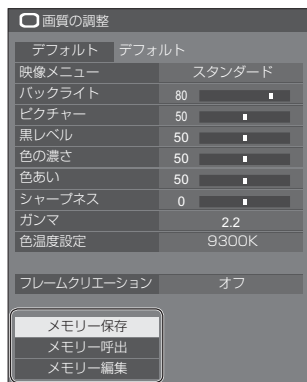 画質の調整
デフォルト デフォルト
映像メニュー スタンダード
バックライト 80
ピクチャー 50
黒レベル 50
色の濃さ 50
色あい 50
シャープネス 0
ガンマ 2.2
色温度設定 9300K
フレームクリエーション オフ
メモリー保存
メモリー呼出
メモリー編集